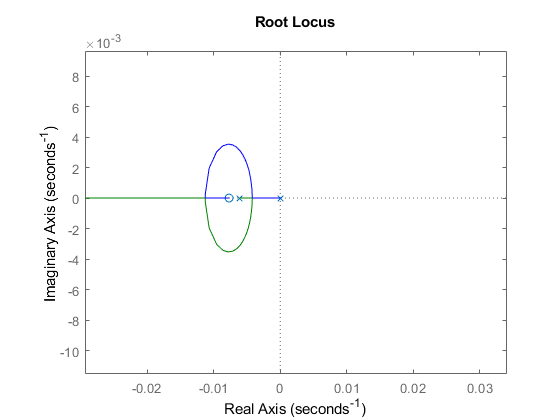 Root Locus
×10-3
8
6
4
2
0
-2
-4
-6
-8
-10
Imaginary Axis (seconds-1)
-0.02 -0.01 0 0.01 0.02 0.03
Real Axis (seconds-1)